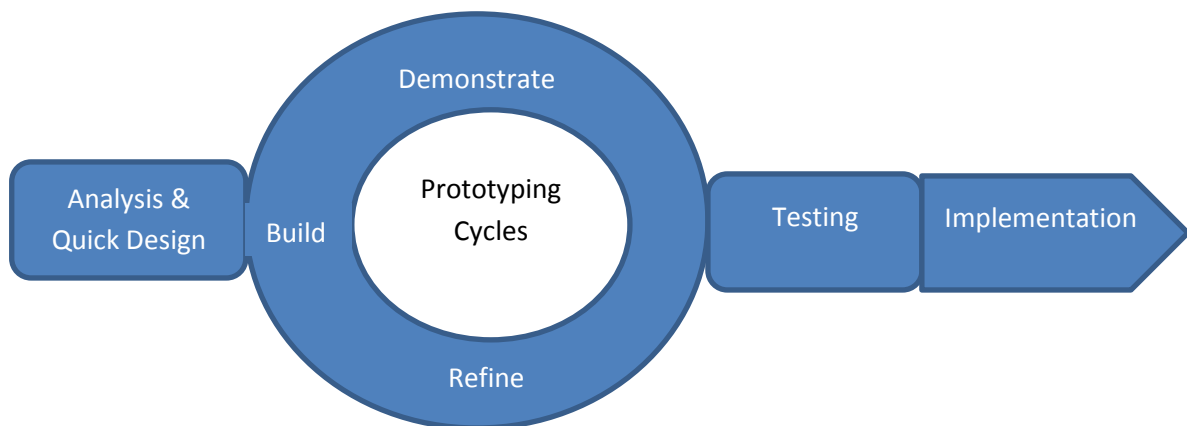 Analysis &
Quick Design
Build
Demonstrate
Prototyping
Cycles
Refine
Testing
Implementation